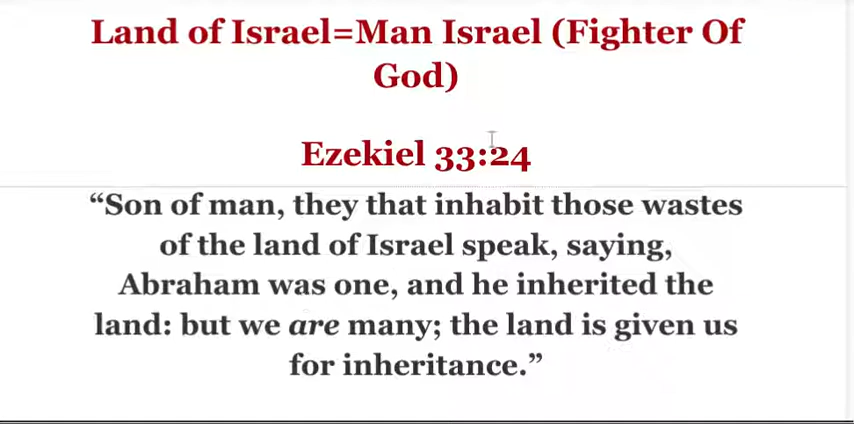 Land of Israel=Man Israel (Fighter Of
God)
Ezekiel 33:24
“Son of man, they that inhabit those wastes
of the land of Israel speak, saying,
Abraham was one, and he inherited the
land: but we are many; the land is given us
for inheritance.”